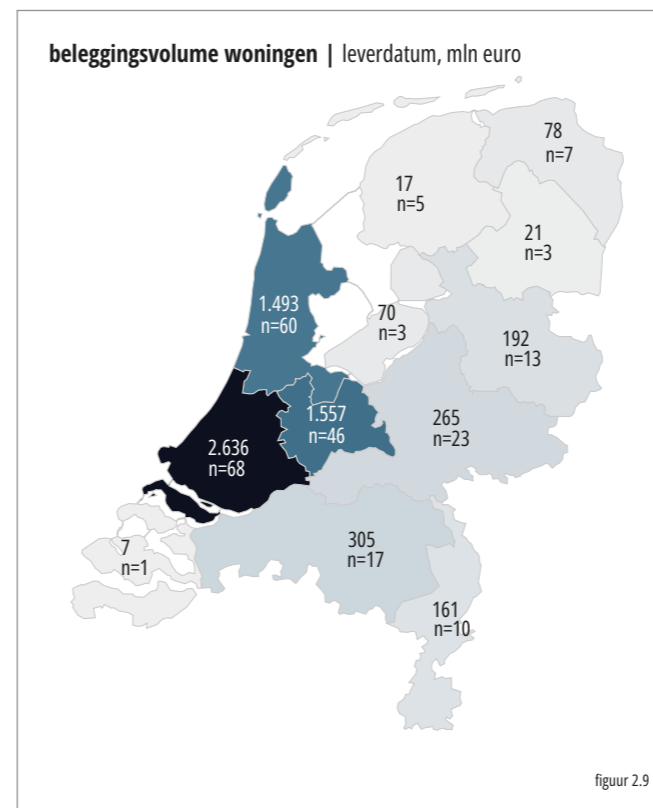 beleggingsvolume woningen | leverdatum, mln euro
78
n=7
17
n=5
21
n=3
1.493
n=60
70
n=3
192
n=13
1.557
n=46
265
n=23
2.636
n=68
305
n=17
7
n=1
161
n=10
figuur 2.9